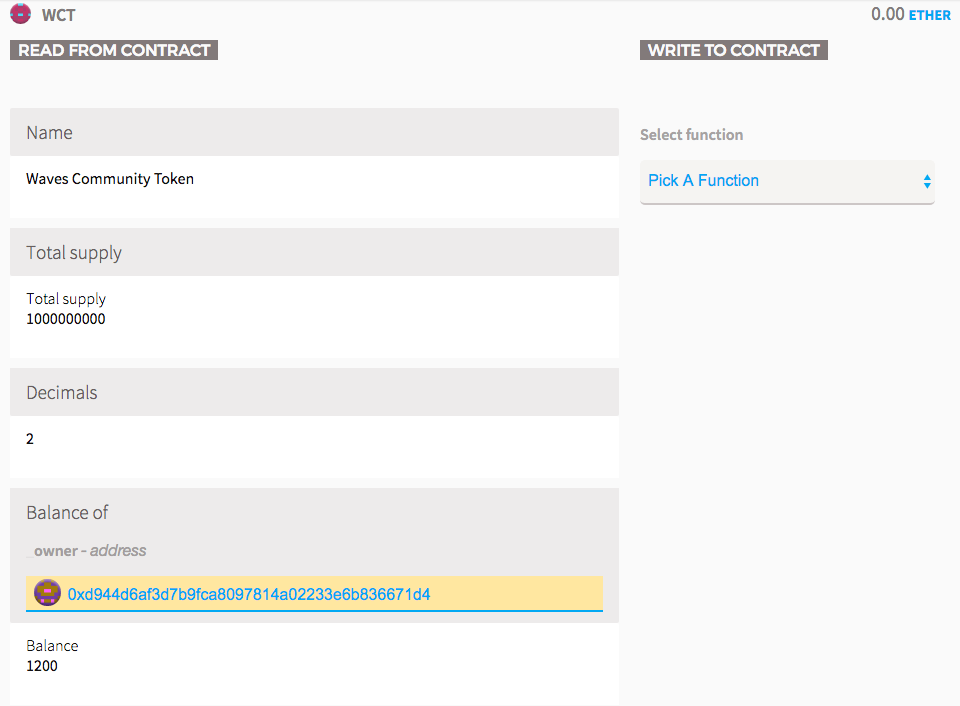 WCT
0.00 ETHER
READ FROM CONTRACT
WRITE TO CONTRACT
Name
Waves Community Token
Select function
Pick A Function
Total supply
Total supply
1000000000
Decimals
2
Balance of
_owner - address
0xd944d6af3d7b9fca8097814a02233e6b836671d4
Balance
1200